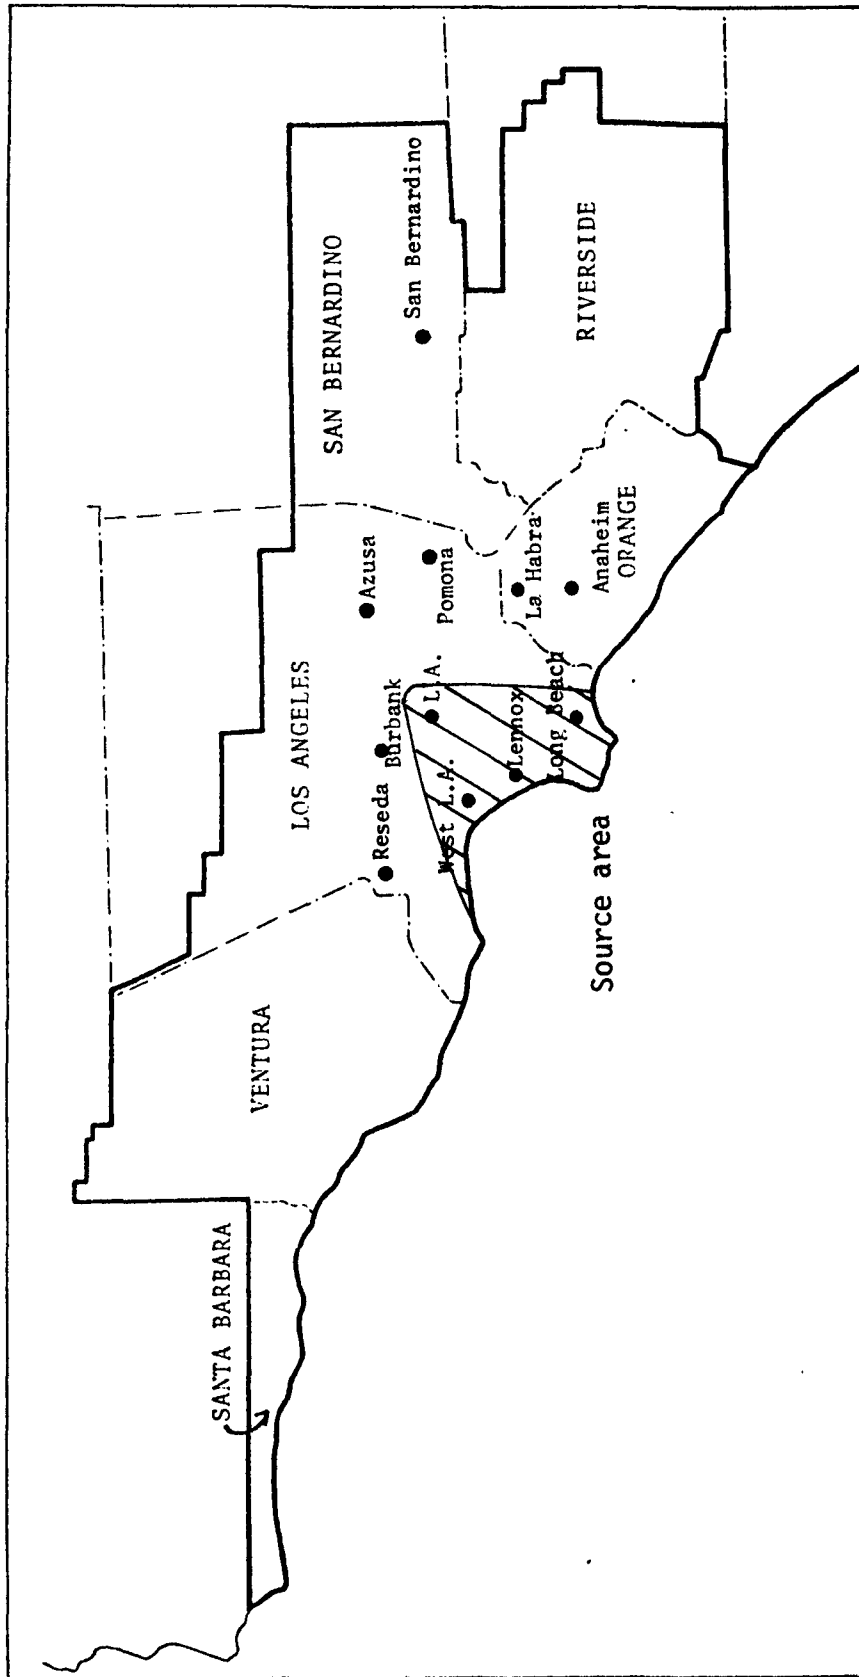 SANTA BARBARA
VENTURA
LOS ANGELES
SAN BERNARDINO
RIVERSIDE
ORANGE
Reseda
Burbank
Azusa
San Bernardino
Pomona
L.A.
West L.A.
Lennox
Long Beach
La Habra
Anaheim
Source area